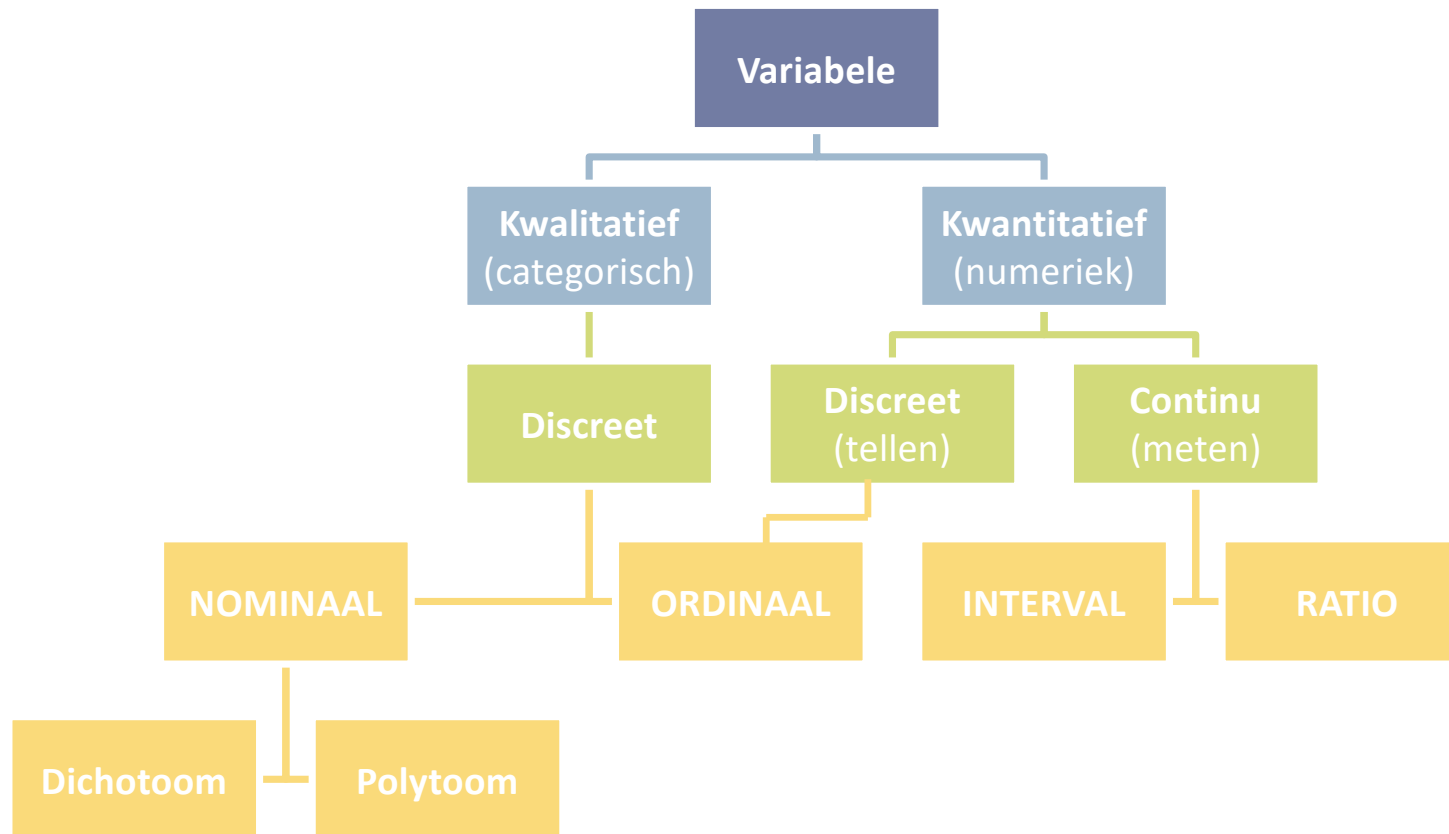 Variabele
Kwalitatief
(categorisch)
Kwantitatief
(numeriek)
Discreet
Discreet
(tellen)
Continu
(meten)
NOMINAAL
ORDINAAL
INTERVAL
RATIO
Dichotoom
Polytoom